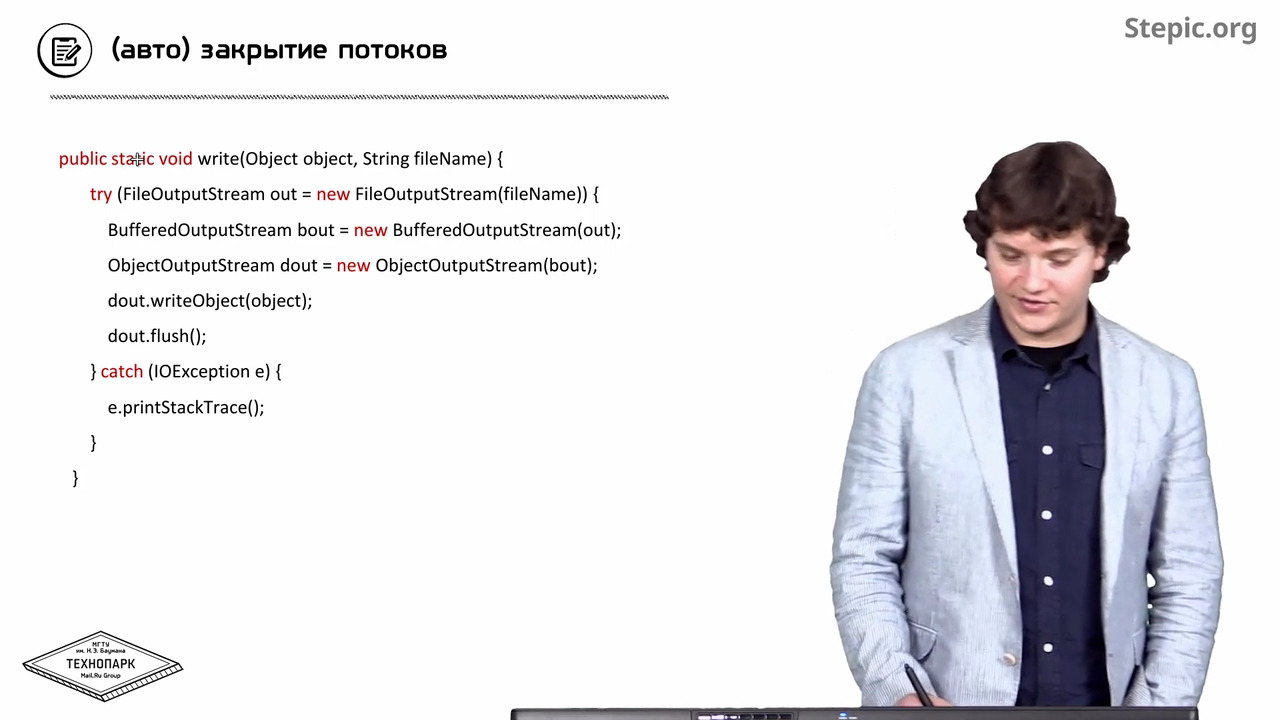 Stepic.org
(авто) закрытие потоков
public static void write(Object object, String fileName) {
try (FileOutputStream out = new FileOutputStream(fileName)) {
BufferedOutputStream bout = new BufferedOutputStream(out);
ObjectOutputStream dout = new ObjectOutputStream(bout);
dout.writeObject(object);
dout.flush();
} catch (IOException e) {
e.printStackTrace();
}
}
МГТУ
им. Н.Э. Баумана
ТЕХНОПАРК
Mail.Ru Group